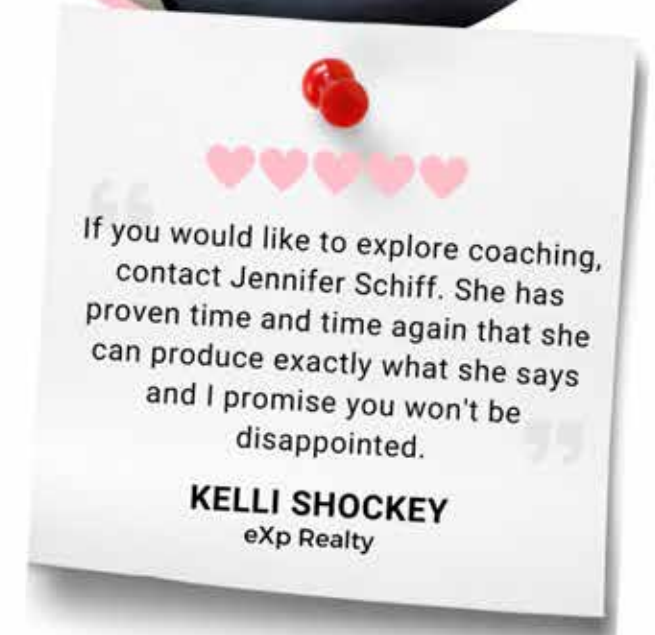 If you would like to explore coaching,
contact Jennifer Schiff. She has
proven time and time again that she
can produce exactly what she says
and I promise you won't be
disappointed.
KELLI SHOCKEY
eXp Realty